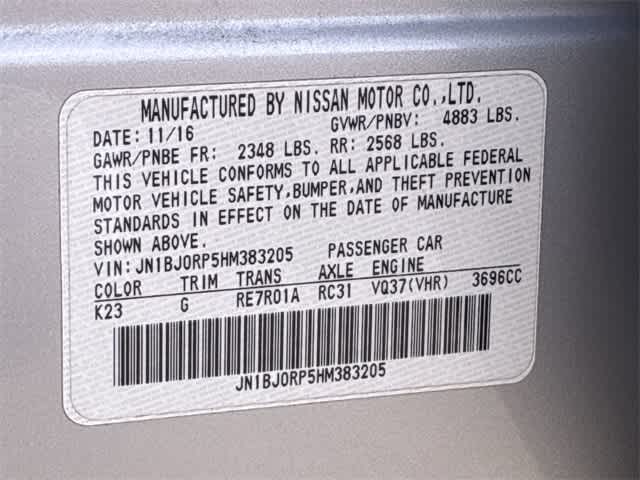 MANUFACTURED BY NISSAN MOTOR CO.,LTD.
DATE: 11/16 GVWR/PNBV: 4883 LBS.
GAWR/PNBE FR: 2348 LBS. RR: 2568 LBS.
THIS VEHICLE CONFORMS TO ALL APPLICABLE FEDERAL
MOTOR VEHICLE SAFETY,BUMPER,AND THEFT PREVENTION
STANDARDS IN EFFECT ON THE DATE OF MANUFACTURE
SHOWN ABOVE.
VIN: JN1BJ0RP5HM383205 PASSENGER CAR
COLOR TRIM TRANS AXLE ENGINE
K23 G RE7R01A RC31 VQ37(VHR) 3696CC
JN1BJ0RP5HM383205